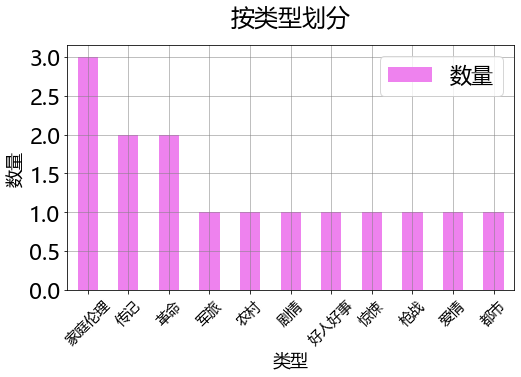 按类型划分
数量
数量
3.0
2.5
2.0
1.5
1.0
0.5
0.0
家庭伦理
传记
革命
军旅
农村
剧情
好人好事
惊悚
枪战
爱情
都市
类型